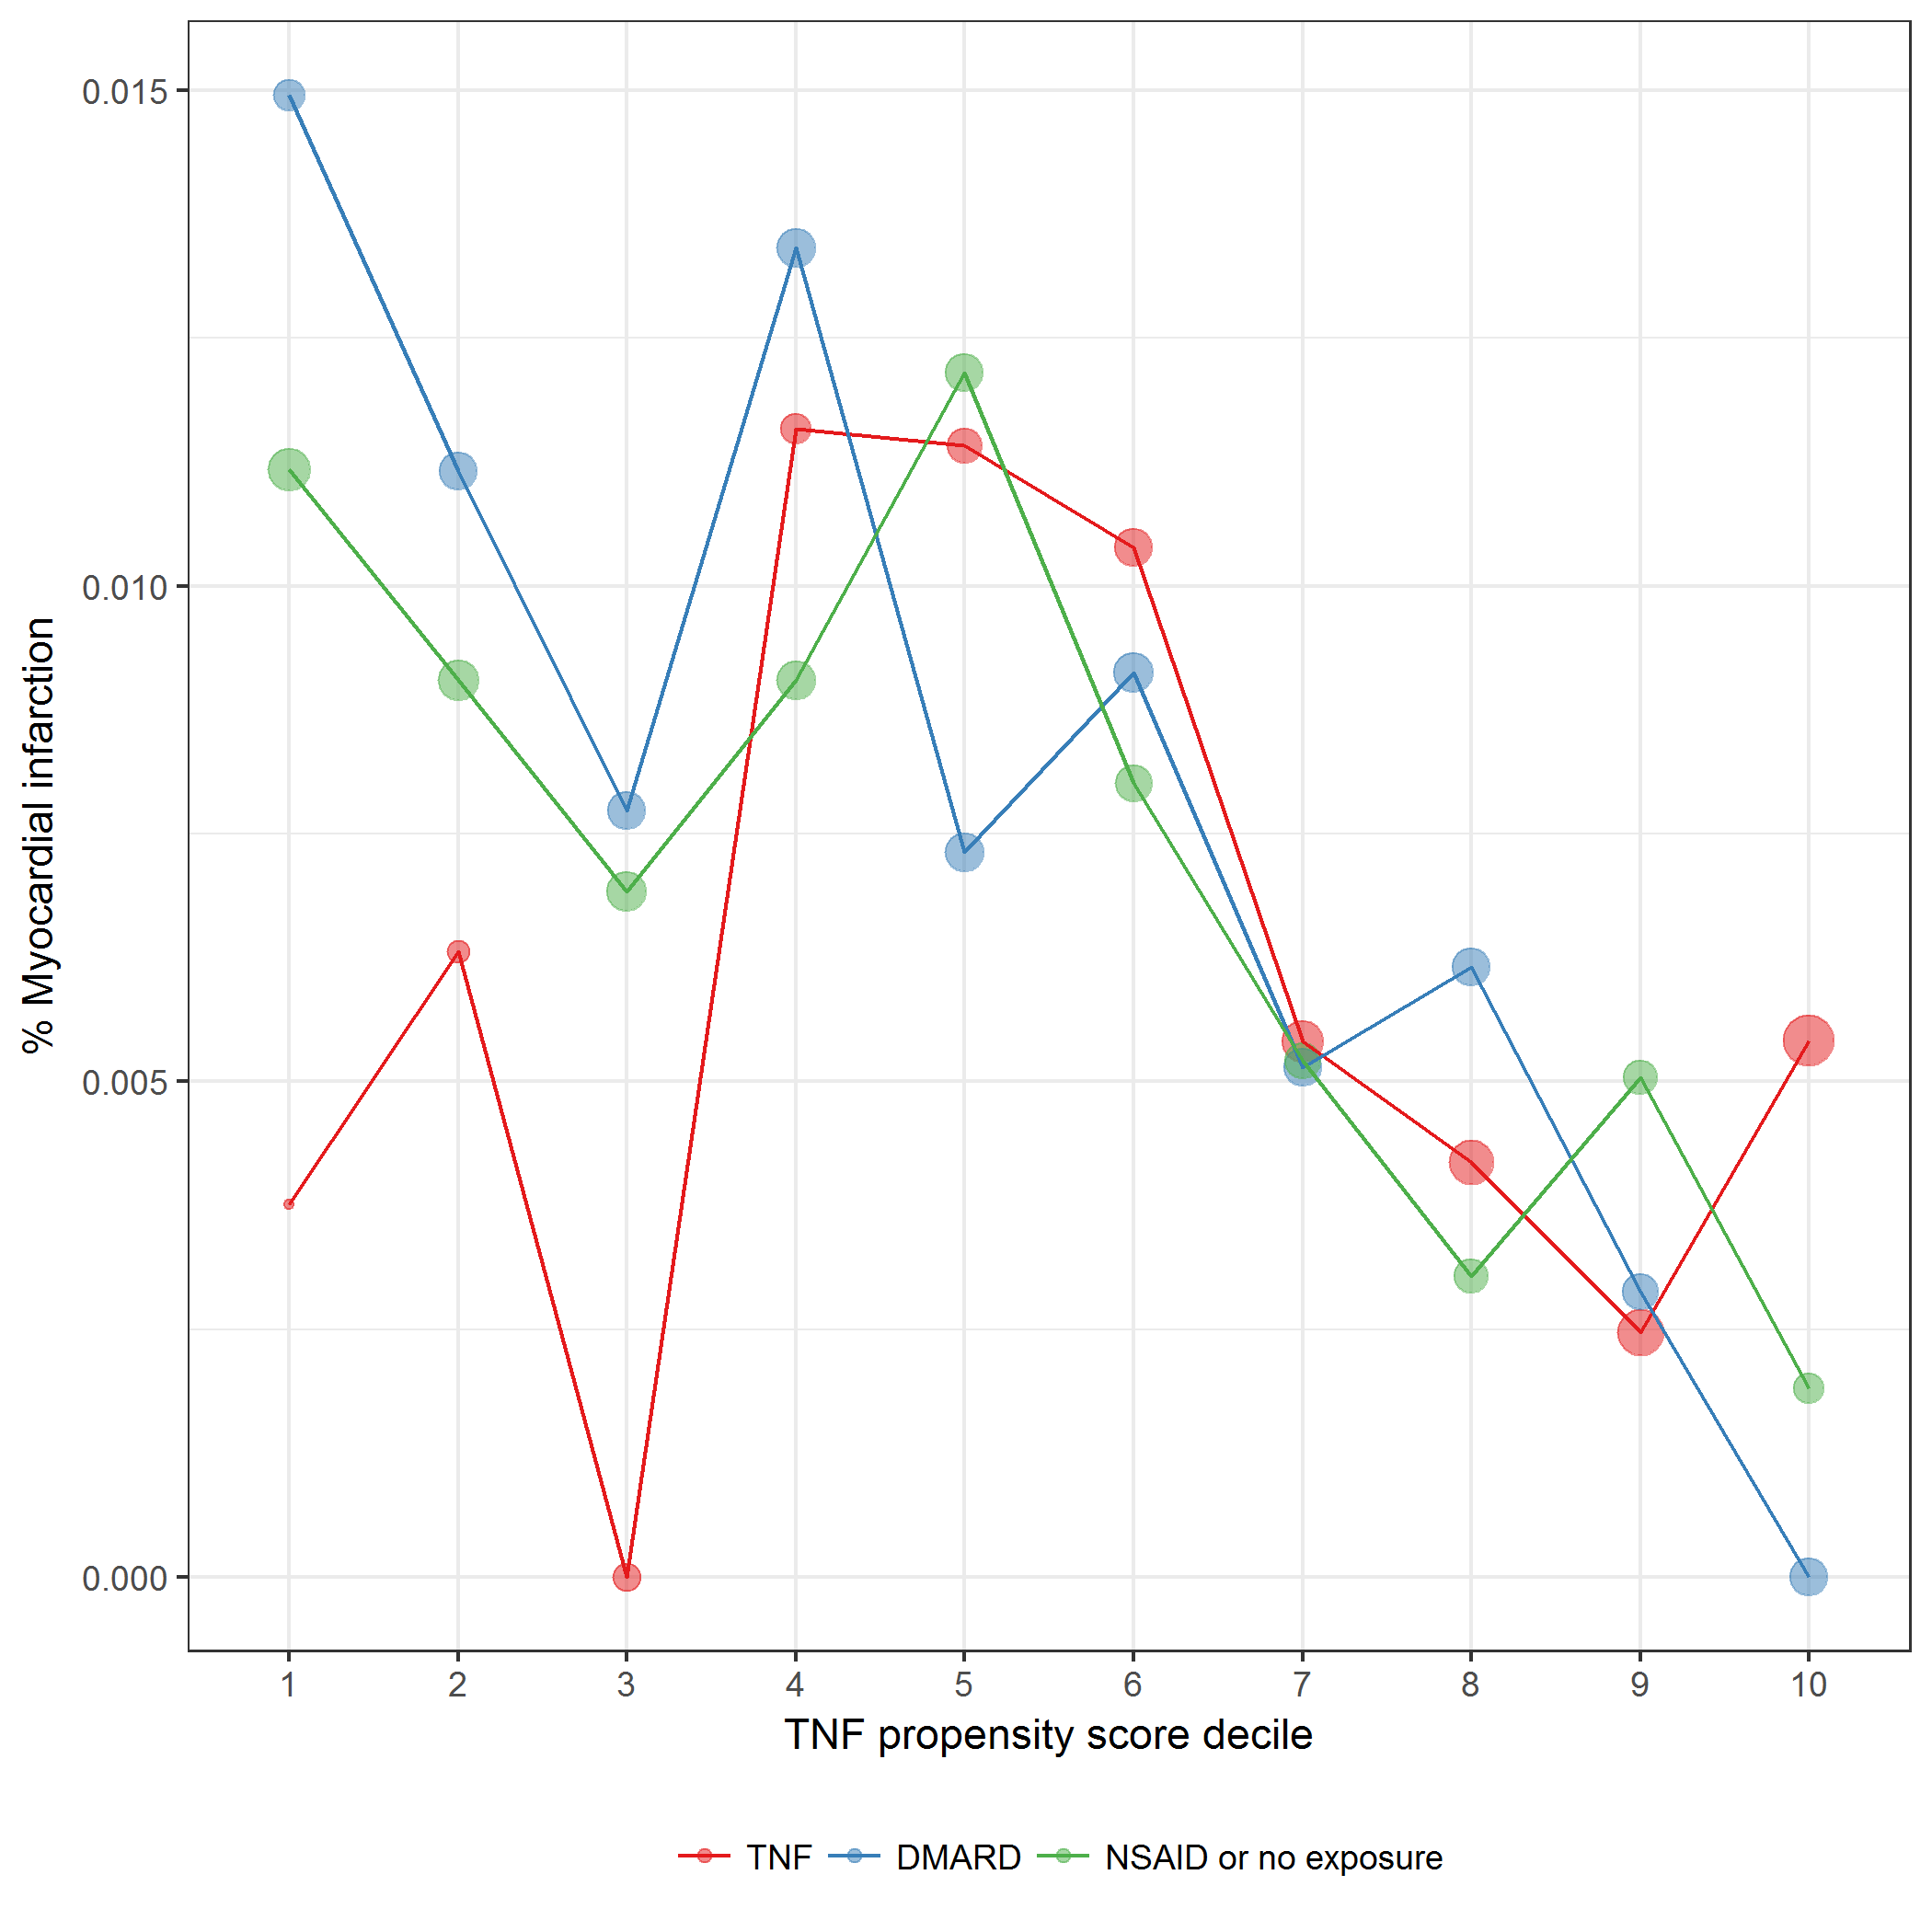 0.015
0.010
0.005
0.000
% Myocardial infarction
1 2 3 4 5 6 7 8 9 10
TNF propensity score decile
TNF DMARD NSAID or no exposure